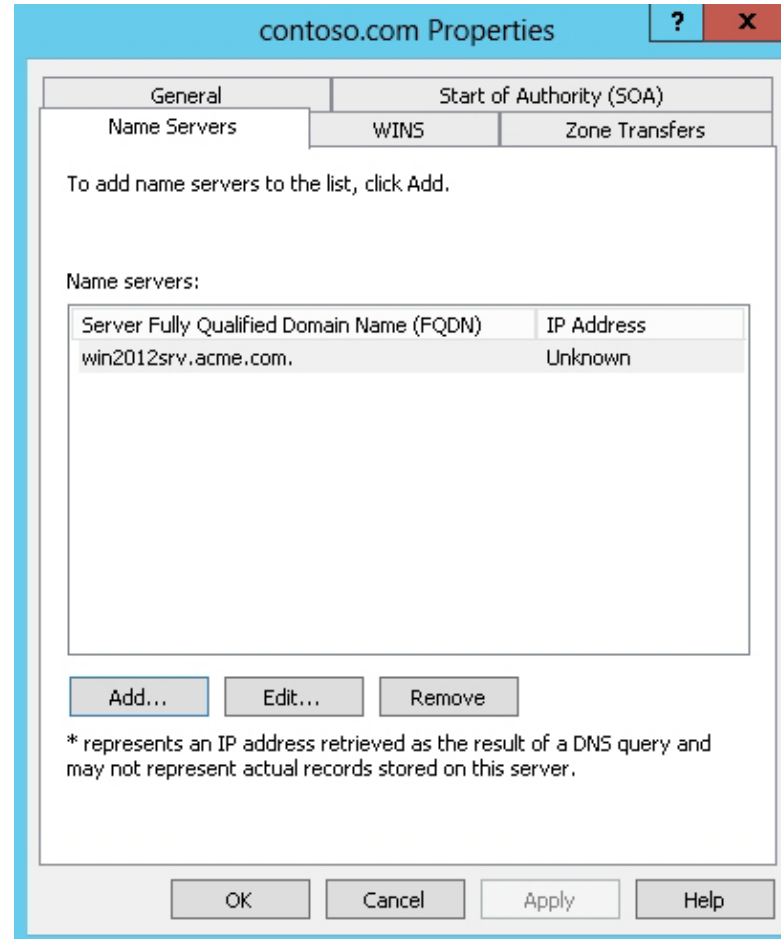 contoso.com Properties
? x
General Start of Authority (SOA)
Name Servers WINS Zone Transfers
To add name servers to the list, click Add.
Name servers:
Server Fully Qualified Domain Name (FQDN) IP Address
win2012srv.acme.com. Unknown
Add... Edit... Remove
* represents an IP address retrieved as the result of a DNS query and
may not represent actual records stored on this server.
OK Cancel Apply Help